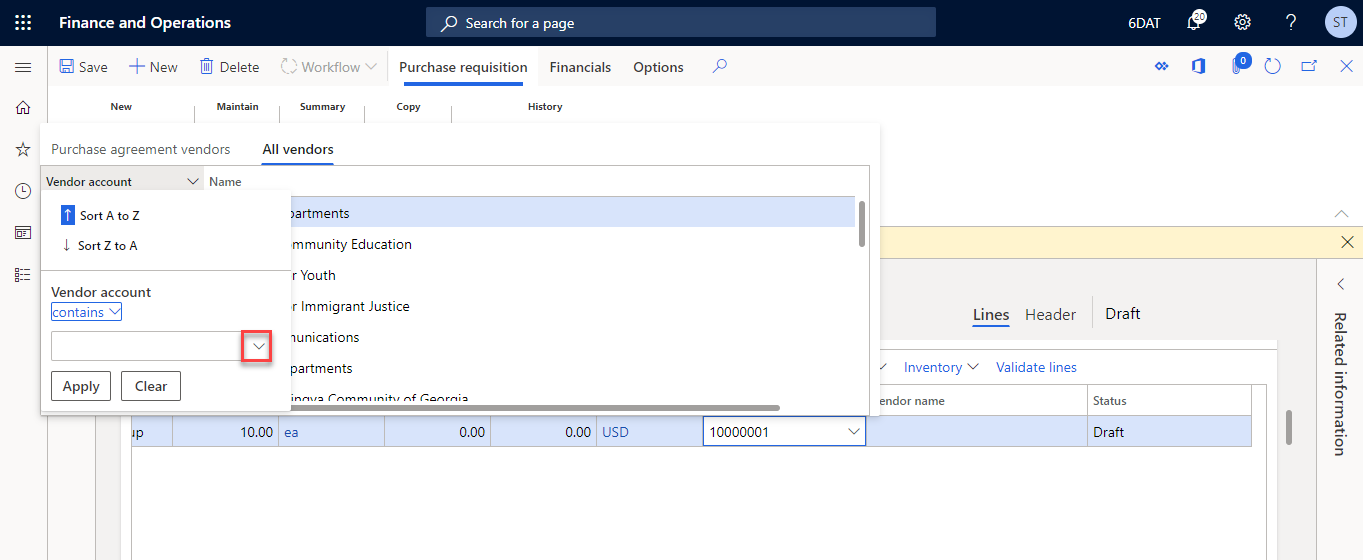 Finance and Operations
Search for a page
6DAT
20
ST
Save
New
Delete
Workflow
Purchase requisition
Financials
Options
0
New
Maintain
Summary
Copy
History
Purchase agreement vendors
All vendors
Vendor account
Name
Sort A to Z
Sort Z to A
Vendor account
contains
Apply
Clear
partments
mmunity Education
r Youth
or Immigrant Justice
munications
partments
ingya Community of Georgia
Lines
Header
Draft
Related information
Inventory
Validate lines
endor name
Status
up
10.00
ea
0.00
0.00
USD
10000001
Draft